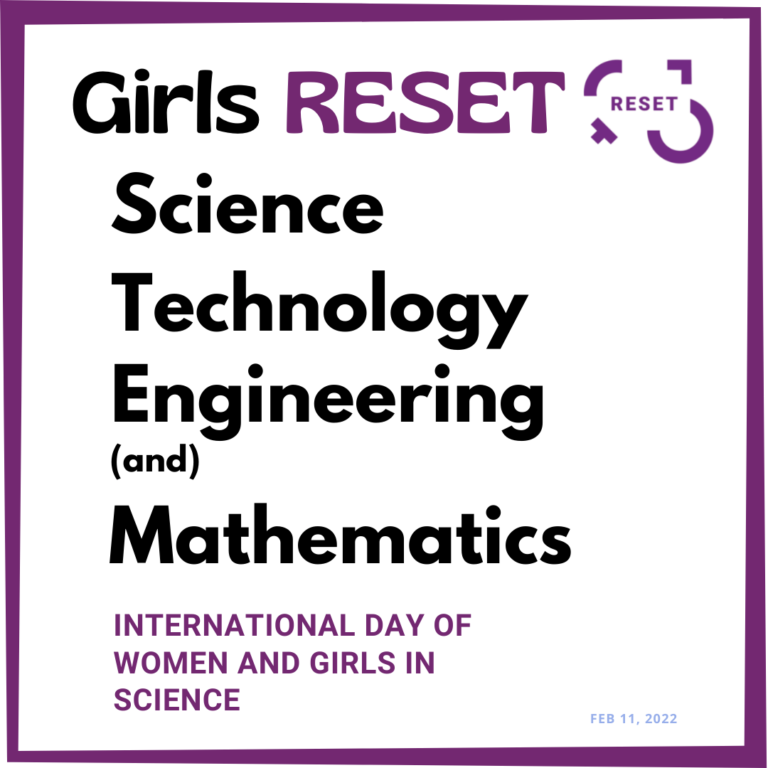 Girls RESET
RESET
Science
Technology
Engineering
(and)
Mathematics
INTERNATIONAL DAY OF
WOMEN AND GIRLS IN
SCIENCE
FEB 11, 2022